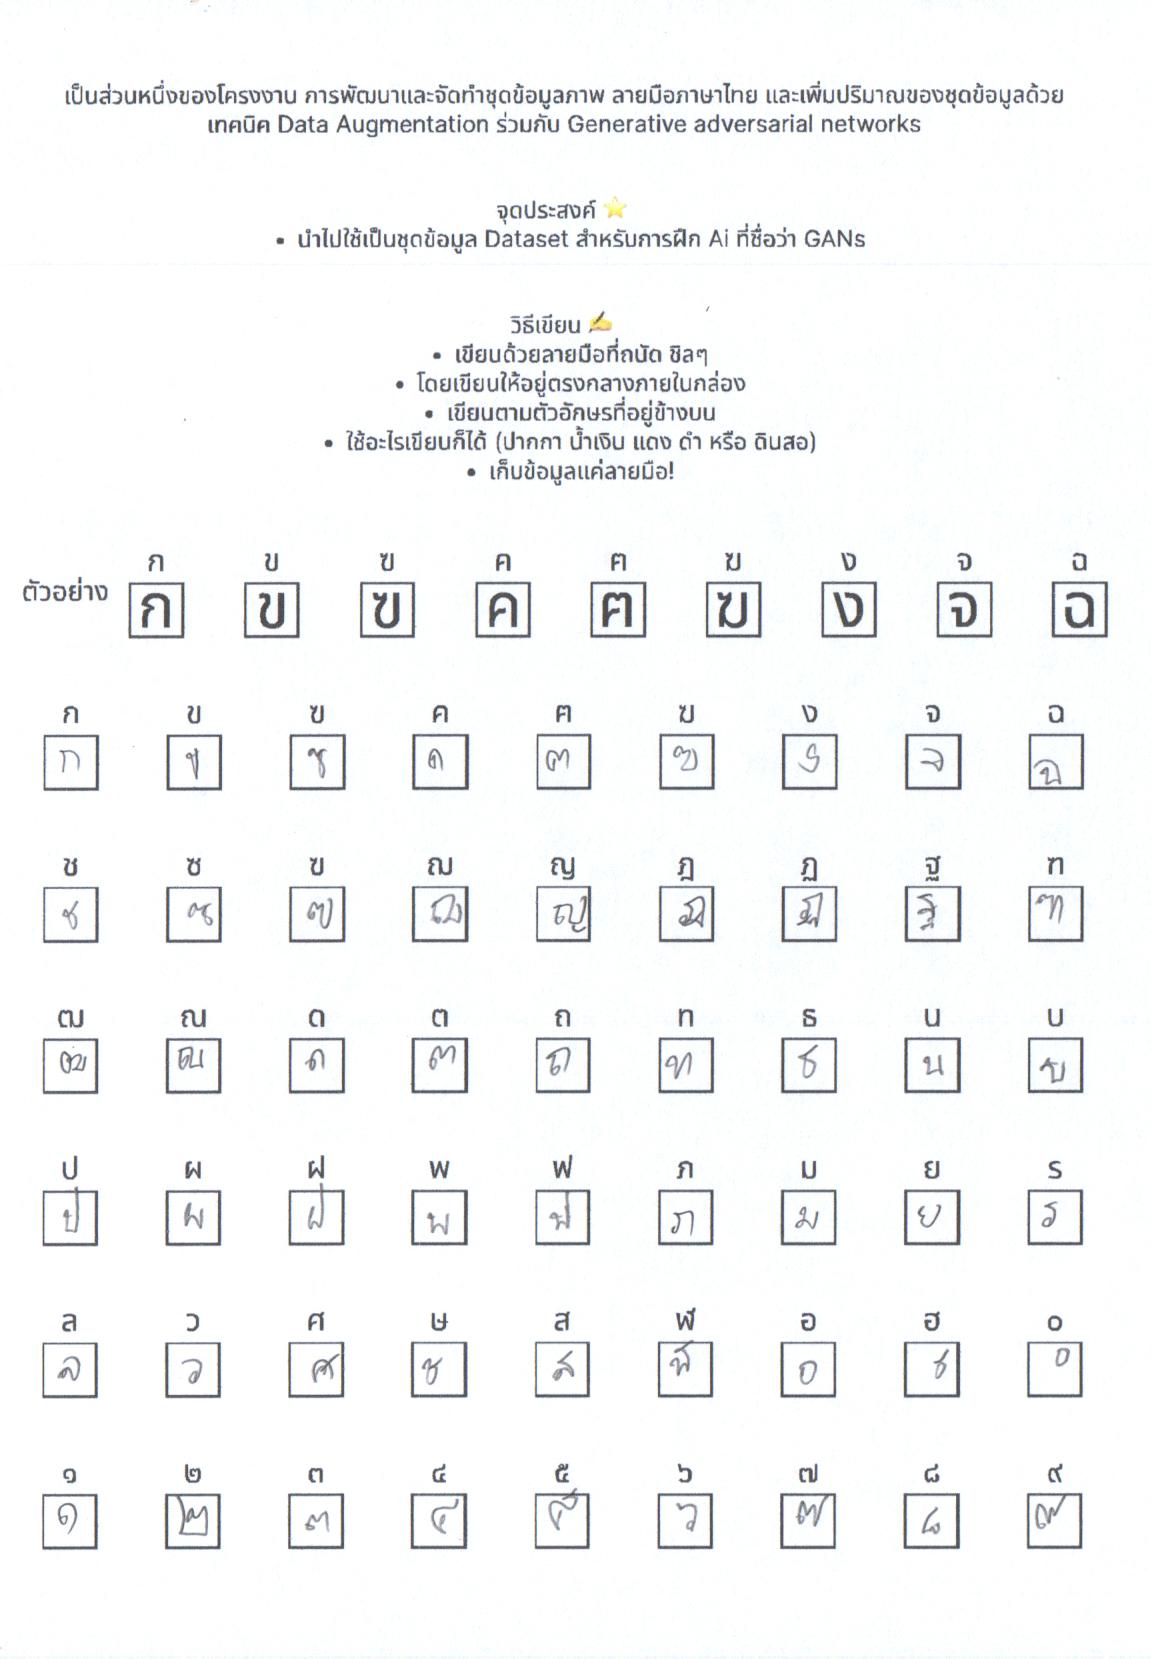 เป็นส่วนหนึ่งของโครงงาน การพัฒนาและจัดทำชุดข้อมูลภาพ ลายมือภาษาไทย และเพิ่มปริมาณของชุดข้อมูลด้วย
เทคนิค Data Augmentation ร่วมกับ Generative adversarial networks
จุดประสงค์ ⭐
• นำไปใช้เป็นชุดข้อมูล Dataset สำหรับการฝึก Ai ที่ชื่อว่า GANs
วิธีเขียน ✍
• เขียนด้วยลายมือที่ถนัด ชิลๆ
• โดยเขียนให้อยู่ตรงกลางภายในกล่อง
• เขียนตามตัวอักษรที่อยู่ข้างบน
• ใช้อะไรเขียนก็ได้ (ปากกา น้ำเงิน แดง ดำ หรือ ดินสอ)
• เก็บข้อมูลแค่ลายมือ!
ก ข ฃ ค ฅ ฆ ง จ ฉ
ตัวอย่าง ก ข ฃ ค ฅ ฆ ง จ ฉ
ก ข ฃ ค ฅ ฆ ง จ ฉ
ก ข ฃ ค ฅ ฆ ง จ ฉ
ช ซ ฃ ฌ ญ ฎ ฏ ฐ ฑ
ช ซ ฃ ฌ ญ ฎ ฏ ฐ ฑ
ฒ ณ ด ต ถ ท ธ น บ
ฒ ณ ด ต ถ ท ธ น บ
ป ผ ฝ พ ฟ ภ ม ย ร
ป ผ ฝ พ ฟ ภ ม ย ร
ล ว ศ ษ ส ฬ อ ฮ ๐
ล ว ศ ษ ส ฬ อ ฮ ๐
๑ ๒ ๓ ๔ ๕ ๖ ๗ ๘ ๙
๑ ๒ ๓ ๔ ๕ ๖ ๗ ๘ ๙